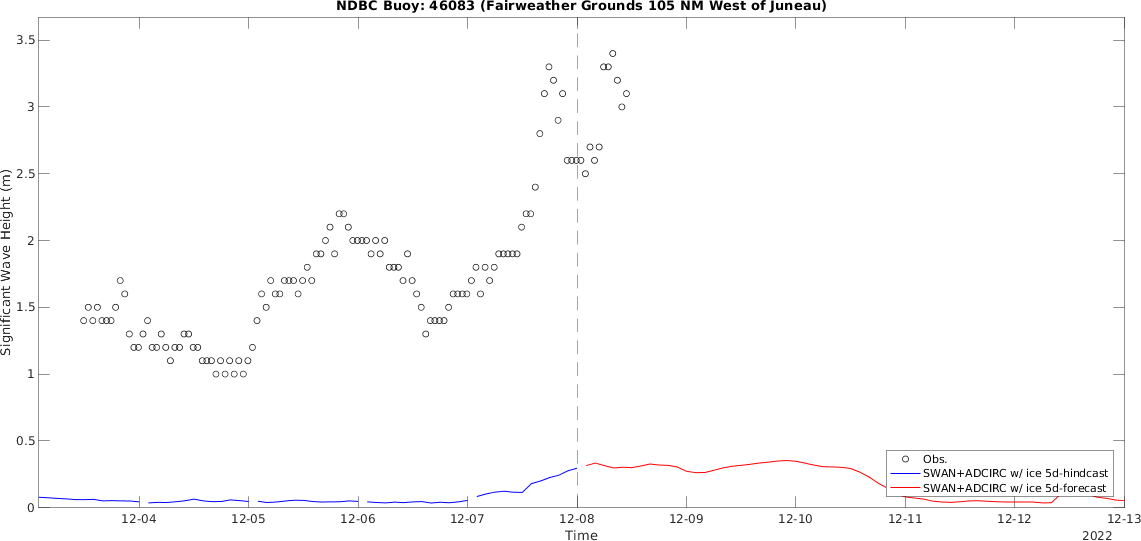 NDBC Buoy: 46083 (Fairweather Grounds 105 NM West of Juneau)
3.5
3
2.5
2
1.5
1
0.5
0
Significant Wave Height (m)
12-04 12-05 12-06 12-07 12-08 12-09 12-10 12-11 12-12 12-13
Time
2022
Obs.
SWAN+ADCIRC w/ ice 5d-hindcast
SWAN+ADCIRC w/ ice 5d-forecast